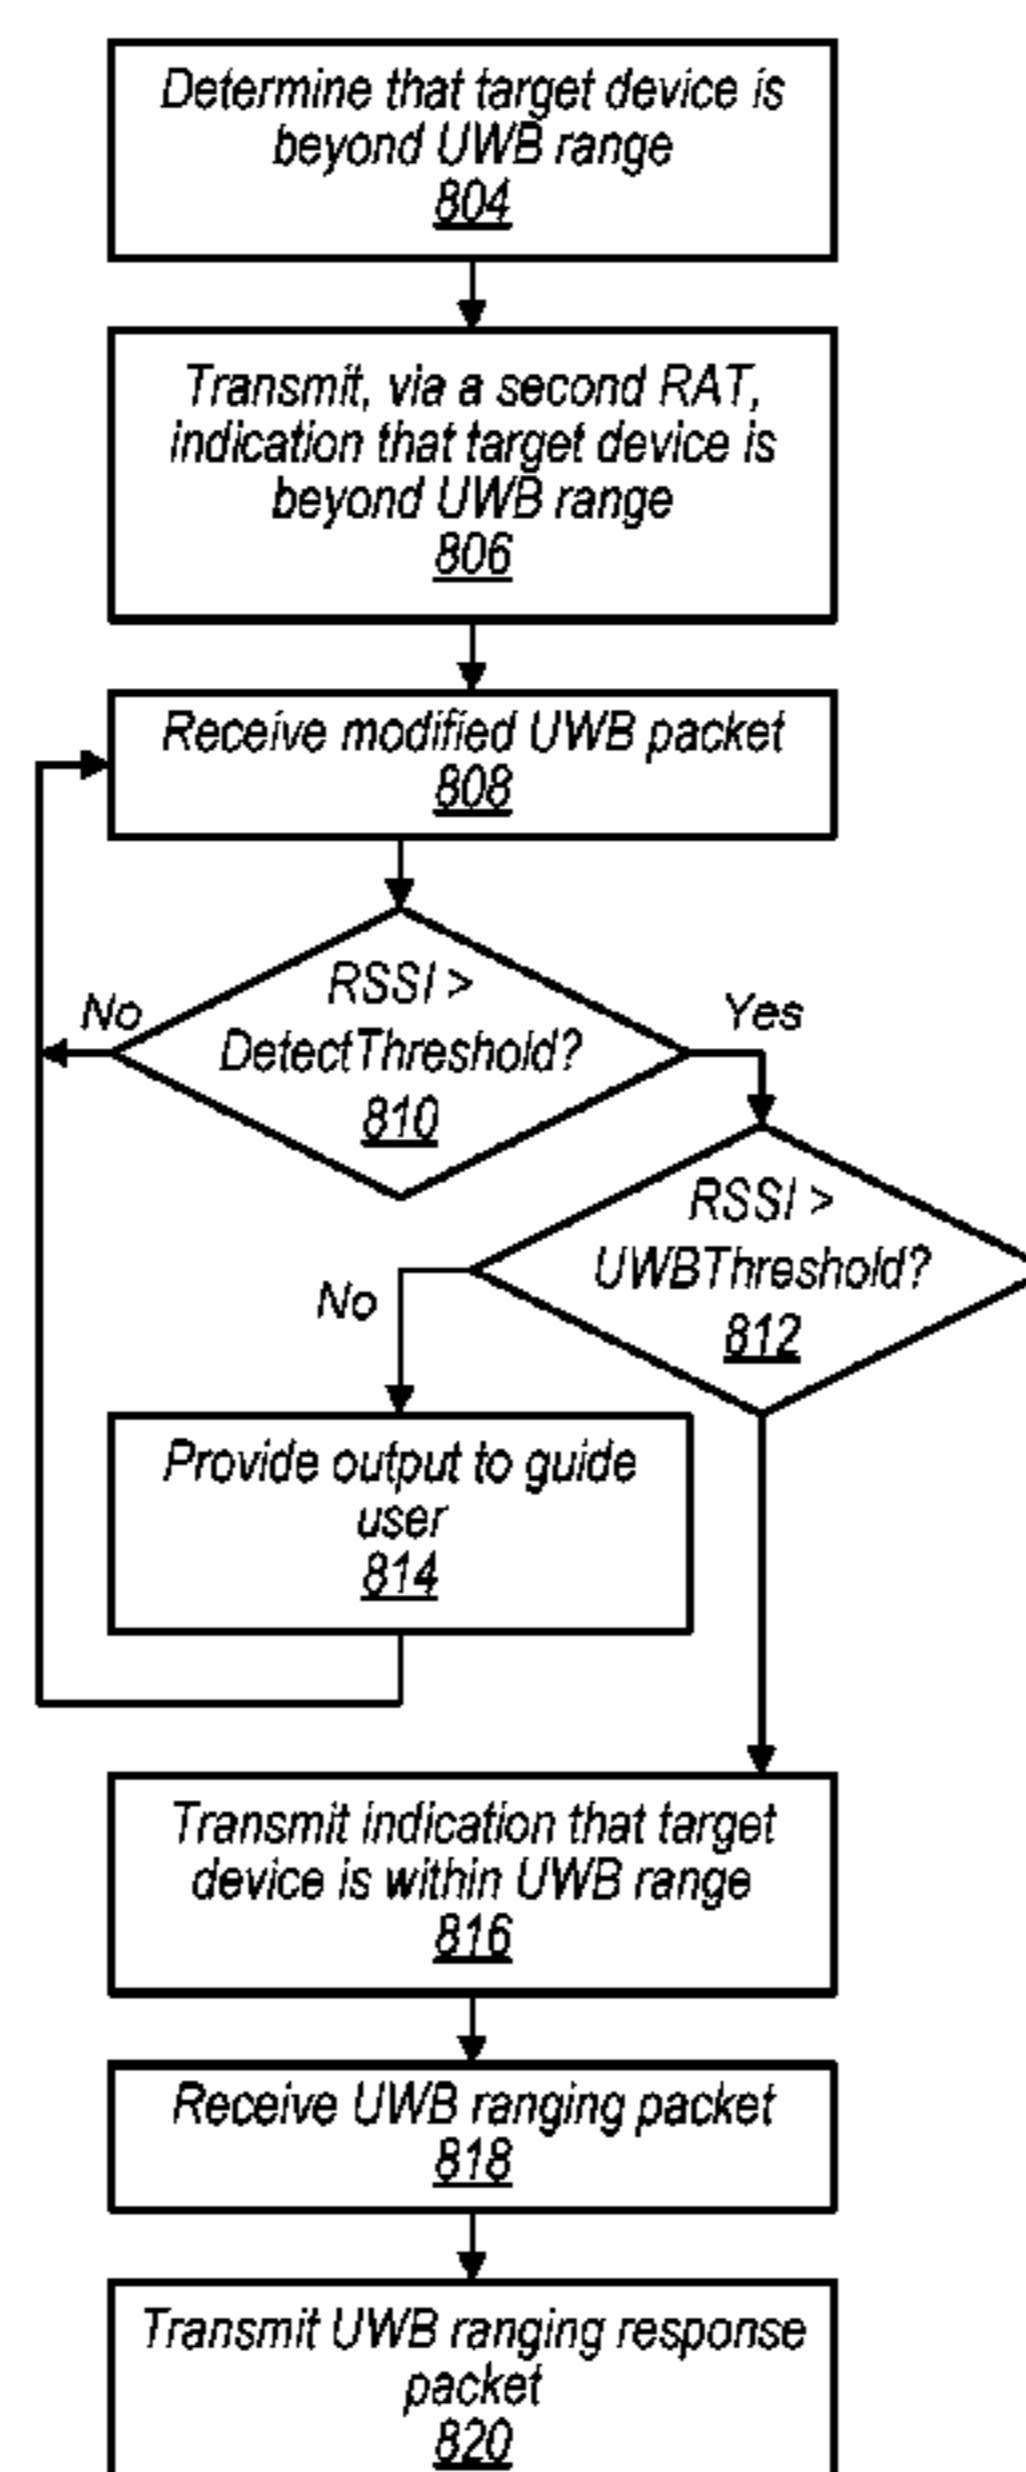 Determine that target device is
beyond UWB range
804
Transmit, via a second RAT,
indication that target device is
beyond UWB range
806
Receive modified UWB packet
808
RSSI >
DetectThreshold?
810
No
Yes
RSSI >
UWBThreshold?
812
No
Provide output to guide
user
814
Transmit indication that target
device is within UWB range
816
Receive UWB ranging packet
818
Transmit UWB ranging response
packet
820